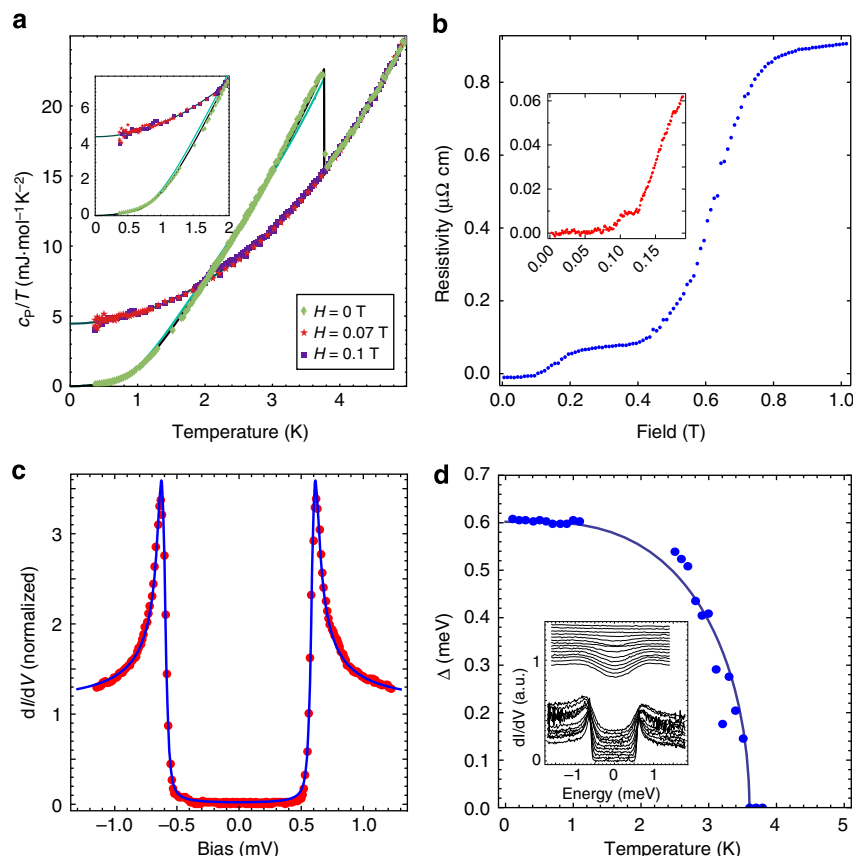 a
c_P/T (mJ·mol⁻¹ K⁻²)
20
15
10
5
0
6
4
2
0
0 0.5 1 1.5 2
H = 0 T
H = 0.07 T
H = 0.1 T
0 1 2 3 4
Temperature (K)
b
Resistivity (μΩ cm)
0.8
0.6
0.4
0.2
0.0
0.06
0.04
0.02
0.00
0.00 0.05 0.10 0.15
0.0 0.2 0.4 0.6 0.8 1.0
Field (T)
c
dI/dV (normalized)
3
2
1
0
−1.0 −0.5 0.0 0.5 1.0
Bias (mV)
d
Δ (meV)
0.7
0.6
0.5
0.4
0.3
0.2
0.1
0.0
dI/dV (a.u.)
1
0
−1 0 1
Energy (meV)
0 1 2 3 4 5
Temperature (K)